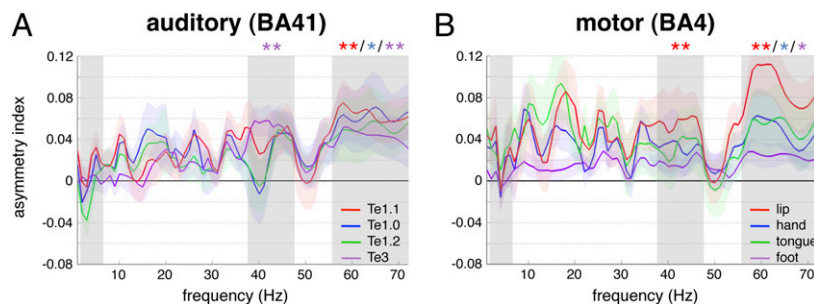 A auditory (BA41)
** **/*/**
asymmetry index
0.12
0.08
0.04
0
-0.04
-0.08
10 20 30 40 50 60 70
frequency (Hz)
Te1.1
Te1.0
Te1.2
Te3
B motor (BA4)
** **/*/*
0.12
0.08
0.04
0
-0.04
-0.08
10 20 30 40 50 60 70
frequency (Hz)
lip
hand
tongue
foot